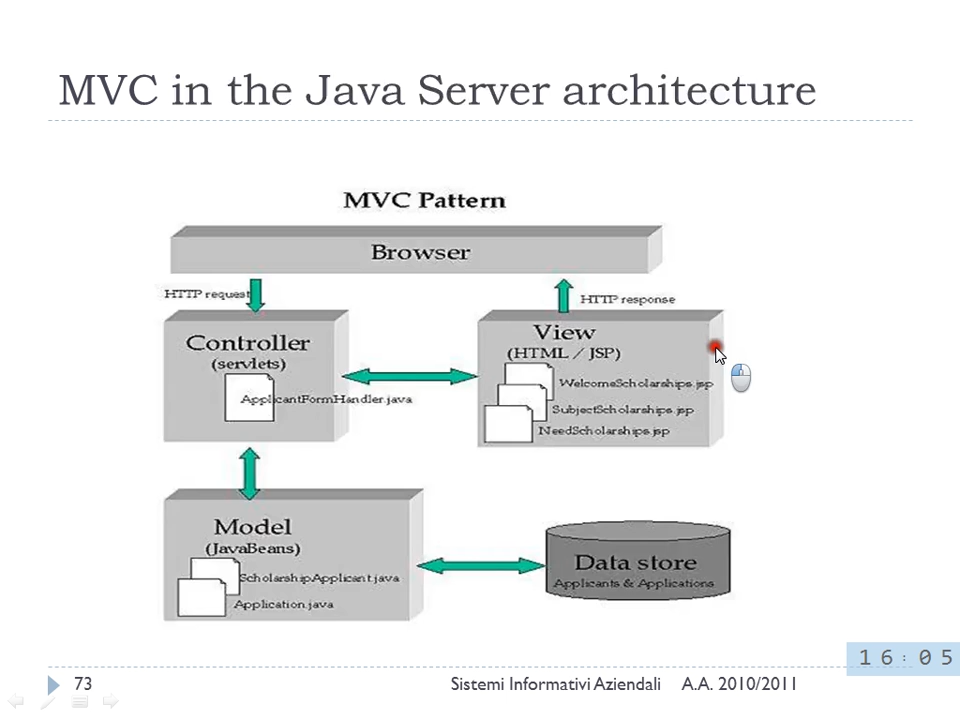 MVC in the Java Server architecture
MVC Pattern
Browser
HTTP request
HTTP response
Controller
(servlets)
ApplicantFormHandler.java
View
(HTML / JSP)
WelcomeScholarships.jsp
SubjectScholarships.jsp
NeedScholarships.jsp
Model
(JavaBeans)
ScholarshipApplicant.java
Application.java
Data store
Applicants & Applications
16:05
73
Sistemi Informativi Aziendali A.A. 2010/2011